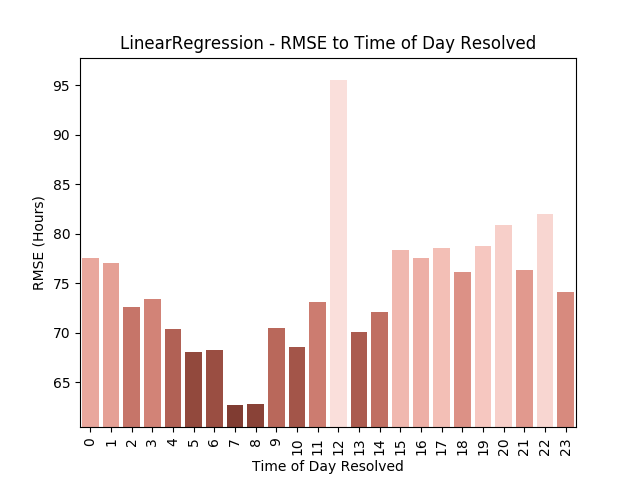 LinearRegression - RMSE to Time of Day Resolved
95
90
85
80
75
70
65
RMSE (Hours)
0 1 2 3 4 5 6 7 8 9 10 11 12 13 14 15 16 17 18 19 20 21 22 23
Time of Day Resolved